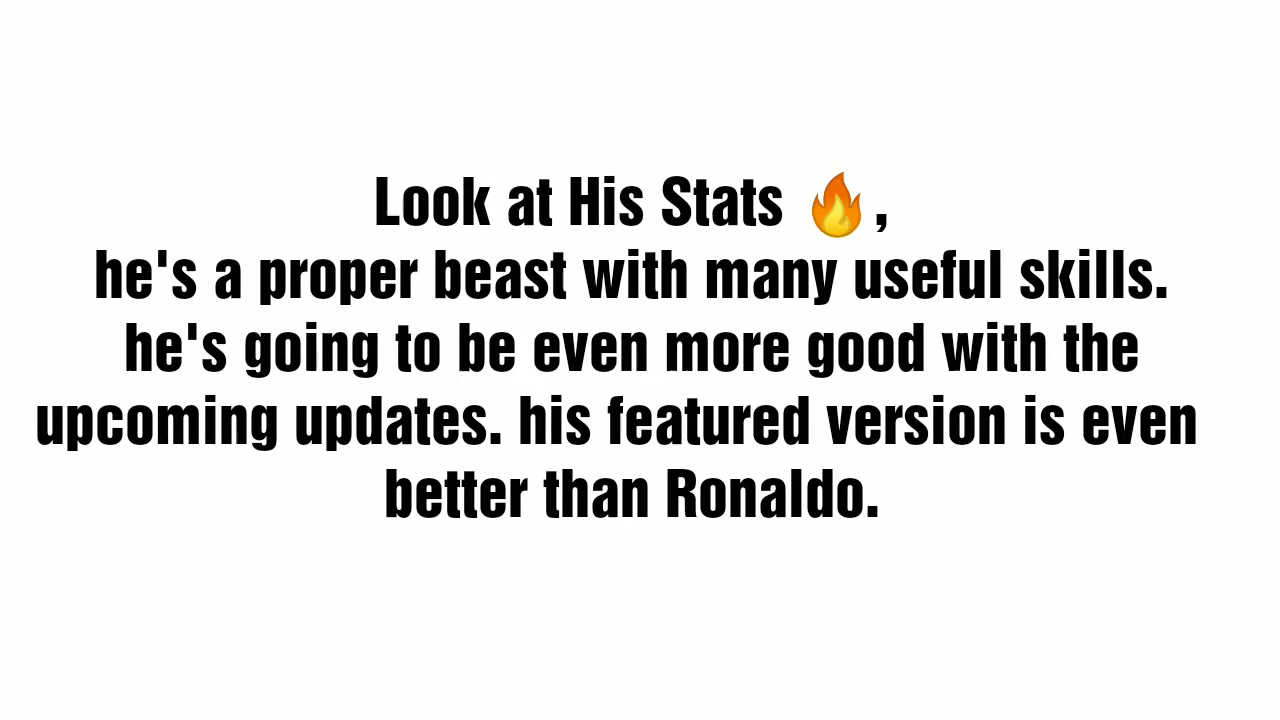 Look at His Stats 🔥,
he's a proper beast with many useful skills.
he's going to be even more good with the
upcoming updates. his featured version is even
better than Ronaldo.